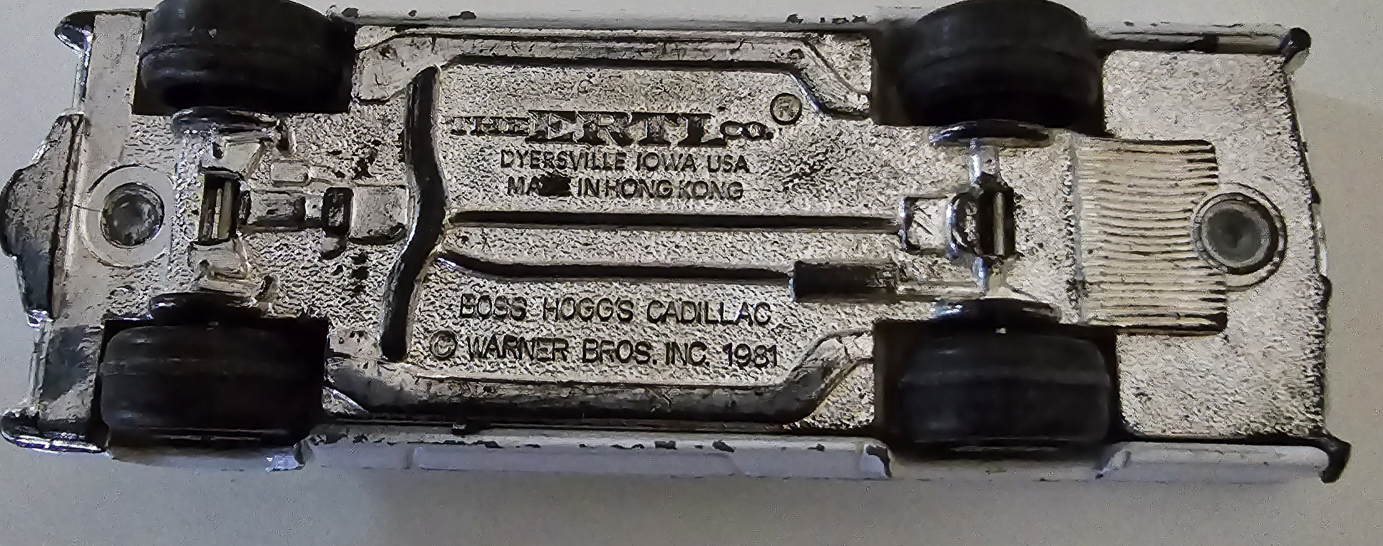 THE ERTL CO.®
DYERSVILLE IOWA USA
MADE IN HONG KONG
BOSS HOGG'S CADILLAC
© WARNER BROS. INC. 1981